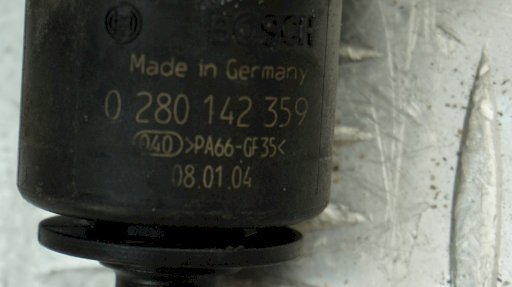 BOSCH
Made in Germany
0 280 142 359
040 >PA66-GF35<
08.01.04